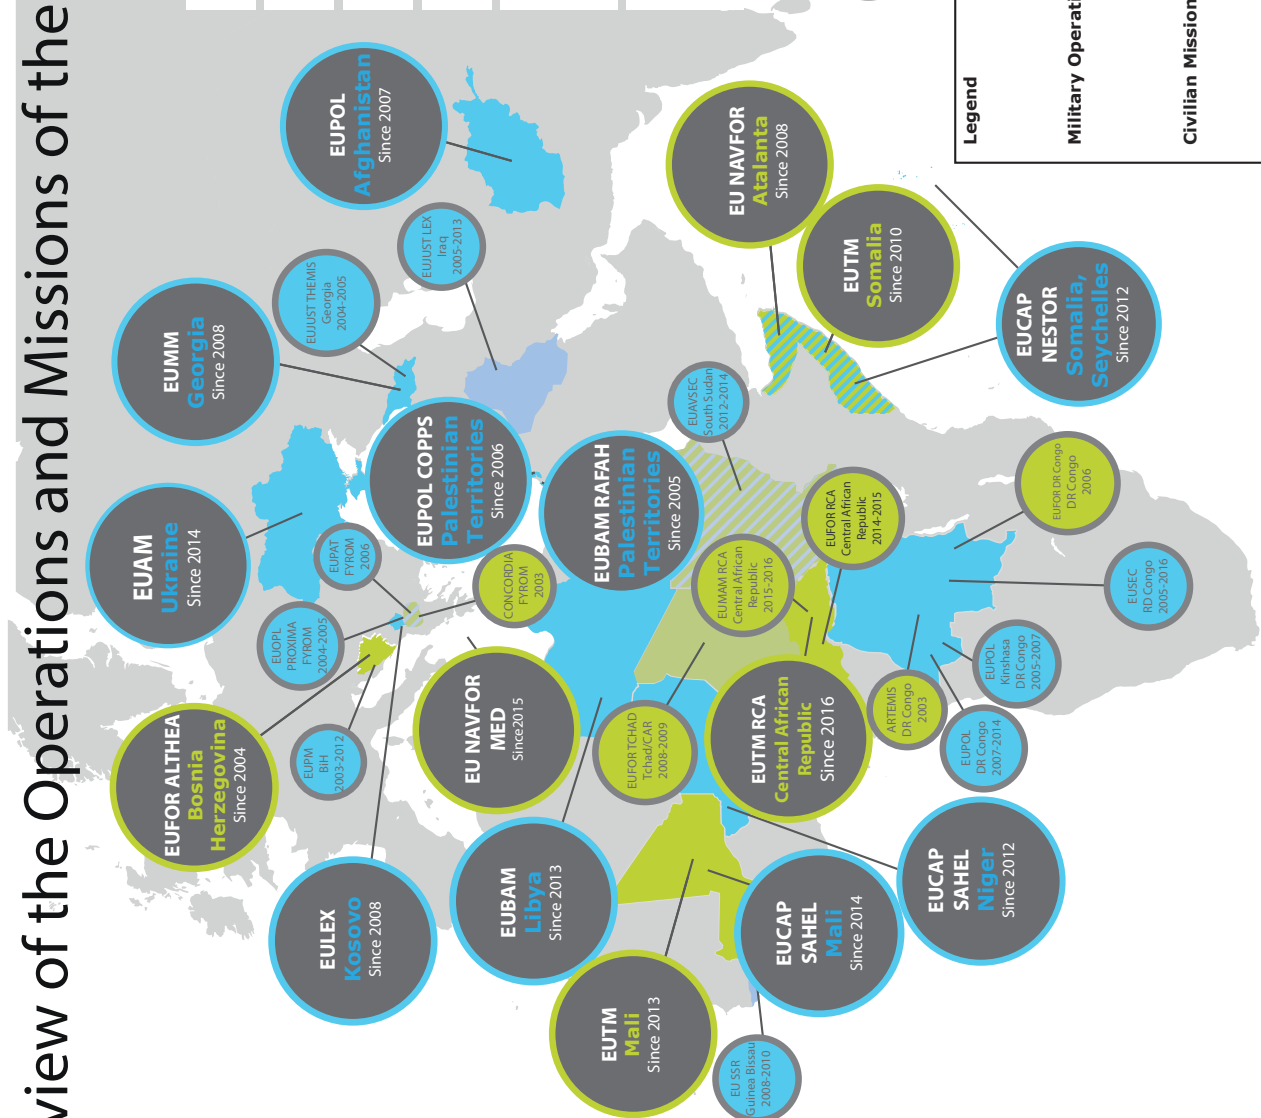 view of the Operations and Missions of the
EUPOL
Afghanistan
Since 2007
EUMM
Georgia
Since 2008
EUJUST THEMIS
Georgia
2004-2005
EUJUST LEX
Iraq
2005-2013
EUAM
Ukraine
Since 2014
EUPOL COPPS
Palestinian
Territories
Since 2006
EUBAM RAFAH
Palestinian
Territories
Since 2005
EUPAT
FYROM
2006
CONCORDIA
FYROM
2003
EUOPL
PROXIMA
FYROM
2004-2005
EUFOR ALTHEA
Bosnia
Herzegovina
Since 2004
EUPM
BIH
2003-2012
EULEX
Kosovo
Since 2008
EU NAVFOR
MED
Since2015
EUBAM
Libya
Since 2013
EUTM
Mali
Since 2013
EU SSR
Guinea Bissau
2008-2010
EUCAP
SAHEL
Mali
Since 2014
EUCAP
SAHEL
Niger
Since 2012
EUFOR TCHAD
Tchad/CAR
2008-2009
EUTM RCA
Central African
Republic
Since 2016
EUMAM RCA
Central African
Republic
2015-2016
EUFOR RCA
Central African
Republic
2014-2015
EUAVSEC
South Sudan
2012-2014
EU NAVFOR
Atalanta
Since 2008
EUTM
Somalia
Since 2010
EUCAP
NESTOR
Somalia,
Seychelles
Since 2012
EUFOR DR Congo
DR Congo
2006
EUSEC
RD Congo
2005-2016
EUPOL
Kinshasa
DR Congo
2005-2007
ARTEMIS
DR Congo
2003
EUPOL
DR Congo
2007-2014
Legend
Military Operati
Civilian Mission